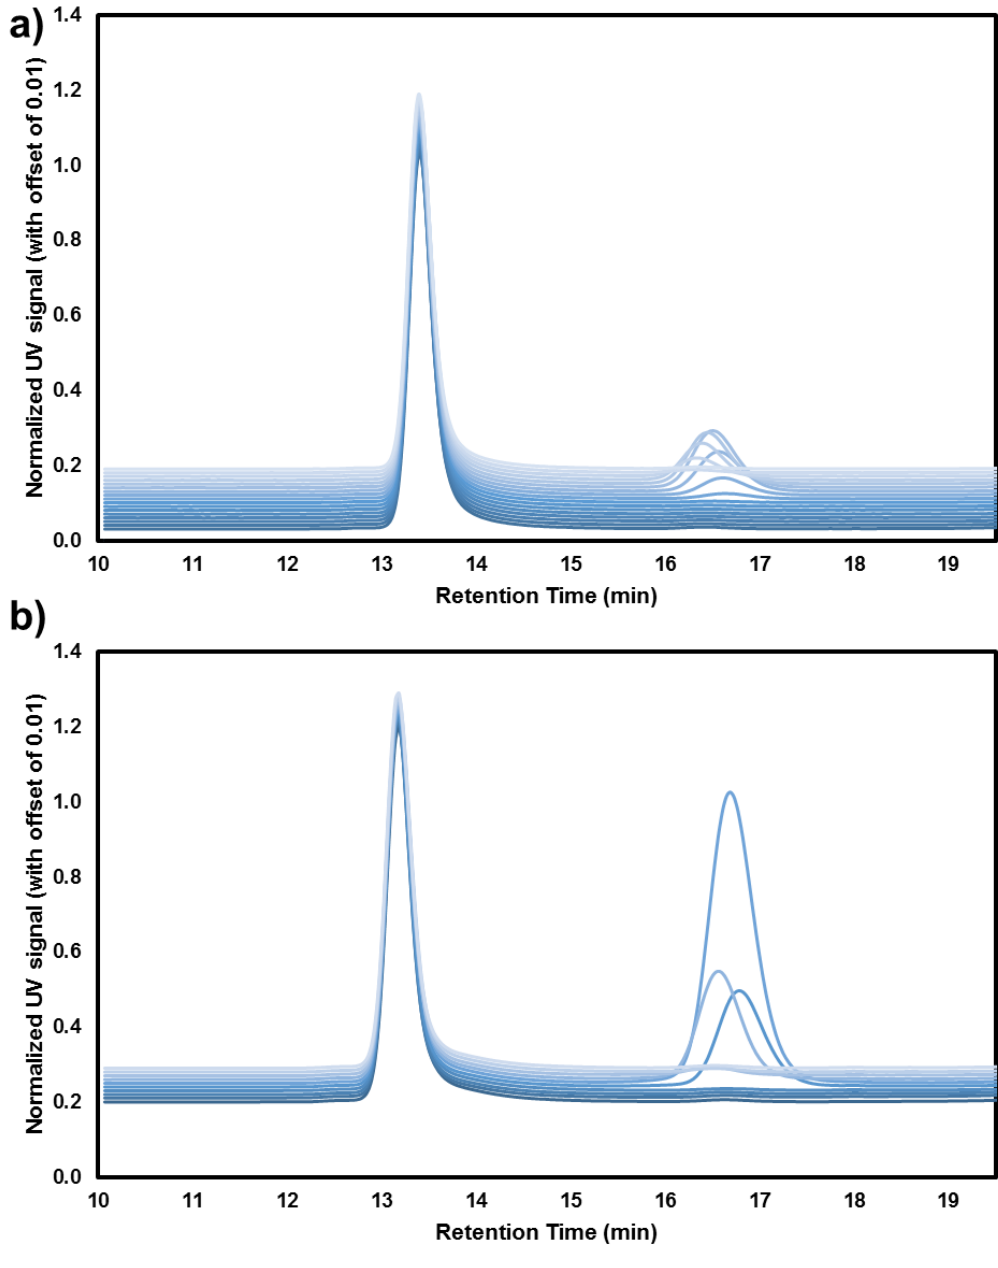 a)
Normalized UV signal (with offset of 0.01)
1.4
1.2
1.0
0.8
0.6
0.4
0.2
0.0
10 11 12 13 14 15 16 17 18 19
Retention Time (min)
b)
Normalized UV signal (with offset of 0.01)
1.4
1.2
1.0
0.8
0.6
0.4
0.2
0.0
10 11 12 13 14 15 16 17 18 19
Retention Time (min)